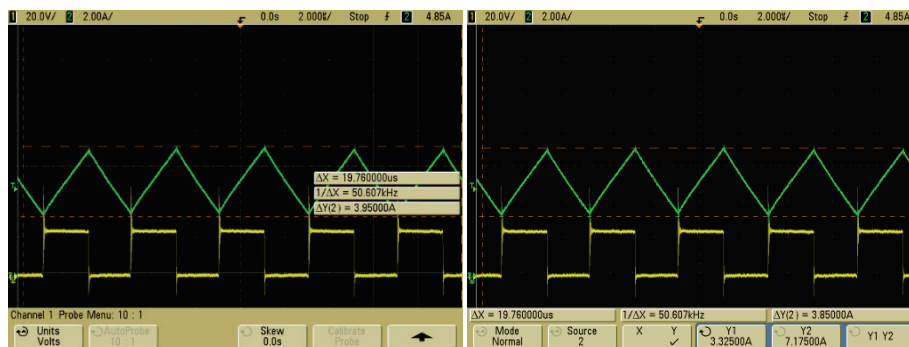 1 20.0V/ 2 2.00A/ 0.0s 2.000%/ Stop 2 4.85A
ΔX = 19.760000us
1/ΔX = 50.607kHz
ΔY(2) = 3.95000A
Channel 1 Probe Menu: 10 : 1
Units
Volts
AutoProbe
10 : 1
Skew
0.0s
Calibrate
Probe
1 20.0V/ 2 2.00A/ 0.0s 2.000%/ Stop 2 4.85A
ΔX = 19.760000us 1/ΔX = 50.607kHz ΔY(2) = 3.85000A
Mode
Normal
Source
2
X Y
✓
Y1
3.32500A
Y2
7.17500A
Y1 Y2